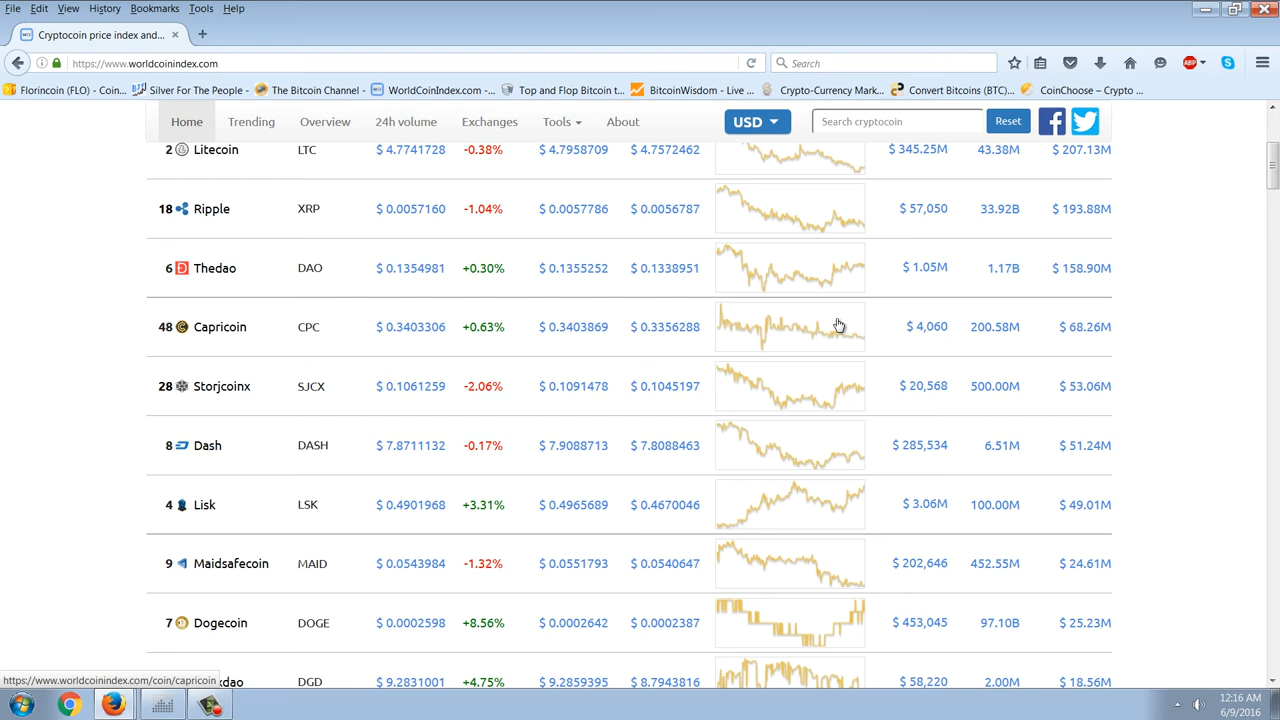 File Edit View History Bookmarks Tools Help
Cryptocoin price index and...
https://www.worldcoinindex.com
Search
Florincoin (FLO) - Coin... Silver For The People - ... The Bitcoin Channel - ... WorldCoinIndex.com -... Top and Flop Bitcoin t... BitcoinWisdom - Live ... Crypto-Currency Mark... Convert Bitcoins (BTC)... CoinChoose – Crypto ...
Home Trending Overview 24h volume Exchanges Tools About USD Search cryptocoin Reset
2 Litecoin LTC $ 4.7741728 -0.38% $ 4.7958709 $ 4.7572462 $ 345.25M 43.38M $ 207.13M
18 Ripple XRP $ 0.0057160 -1.04% $ 0.0057786 $ 0.0056787 $ 57,050 33.92B $ 193.88M
6 Thedao DAO $ 0.1354981 +0.30% $ 0.1355252 $ 0.1338951 $ 1.05M 1.17B $ 158.90M
48 Capricoin CPC $ 0.3403306 +0.63% $ 0.3403869 $ 0.3356288 $ 4,060 200.58M $ 68.26M
28 Storjcoinx SJCX $ 0.1061259 -2.06% $ 0.1091478 $ 0.1045197 $ 20,568 500.00M $ 53.06M
8 Dash DASH $ 7.8711132 -0.17% $ 7.9088713 $ 7.8088463 $ 285,534 6.51M $ 51.24M
4 Lisk LSK $ 0.4901968 +3.31% $ 0.4965689 $ 0.4670046 $ 3.06M 100.00M $ 49.01M
9 Maidsafecoin MAID $ 0.0543984 -1.32% $ 0.0551793 $ 0.0540647 $ 202,646 452.55M $ 24.61M
7 Dogecoin DOGE $ 0.0002598 +8.56% $ 0.0002642 $ 0.0002387 $ 453,045 97.10B $ 25.23M
xdao DGD $ 9.2831001 +4.75% $ 9.2859395 $ 8.7943816 $ 58,220 2.00M $ 18.56M
https://www.worldcoinindex.com/coin/capricoin
12:16 AM
6/9/2016